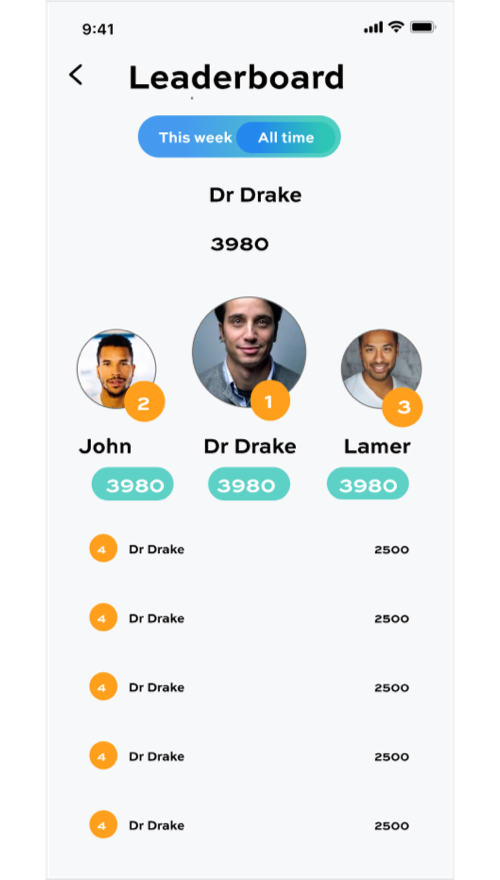 9:41
Leaderboard
This week All time
Dr Drake
3980
2 1 3
John Dr Drake Lamer
3980 3980 3980
4 Dr Drake 2500
4 Dr Drake 2500
4 Dr Drake 2500
4 Dr Drake 2500
4 Dr Drake 2500